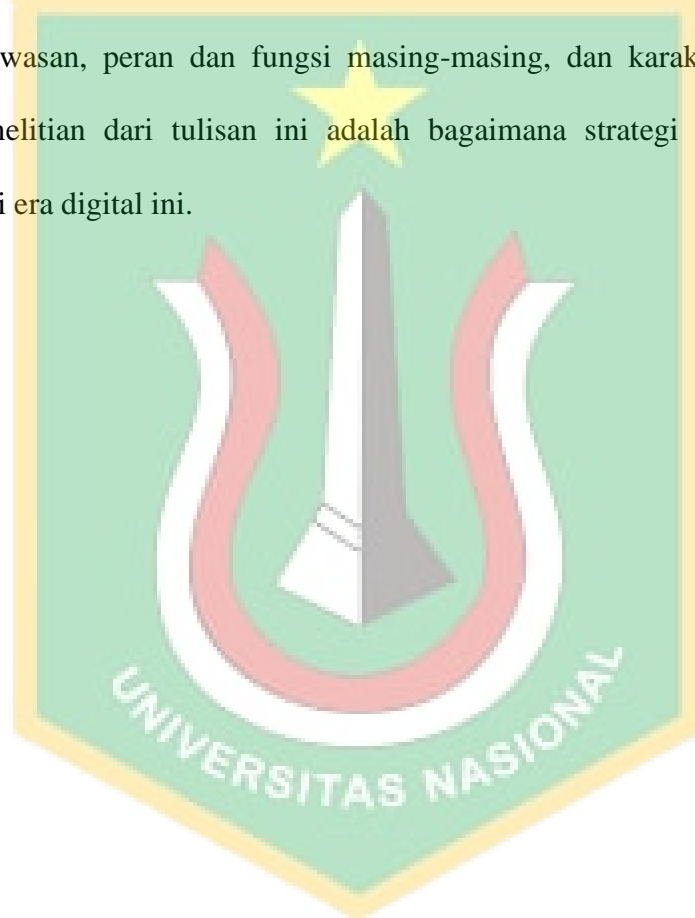 wasan, peran dan fungsi masing-masing, dan karak
nelitian dari tulisan ini adalah bagaimana strategi
i era digital ini.
UNIVERSITAS NASIONAL